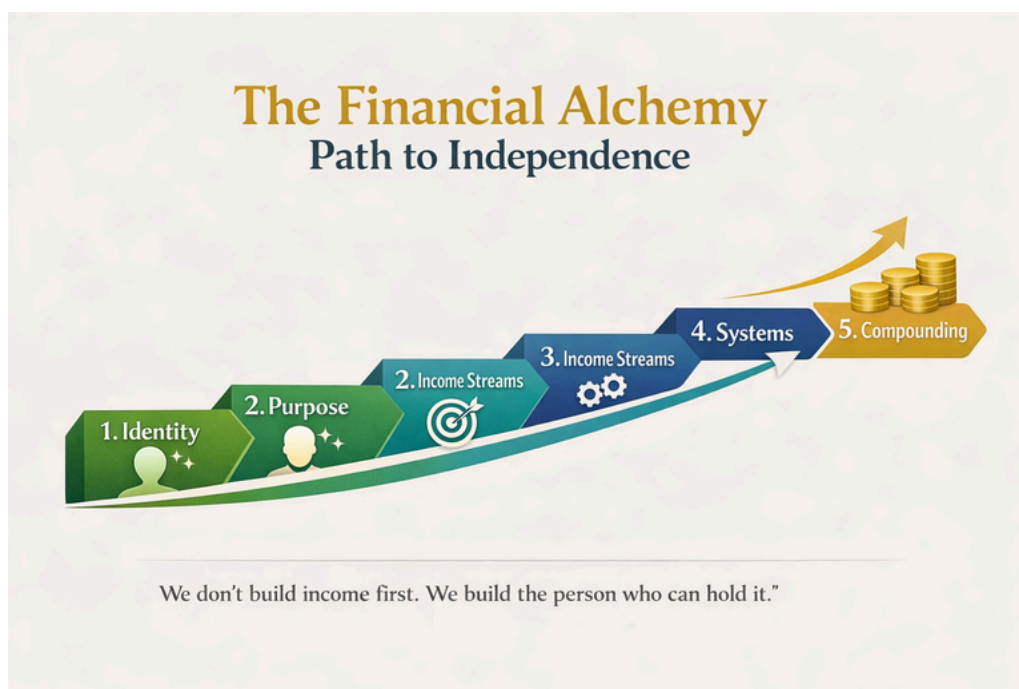 The Financial Alchemy
Path to Independence
1. Identity
2. Purpose
2. Income Streams
3. Income Streams
4. Systems
5. Compounding
We don't build income first. We build the person who can hold it.”